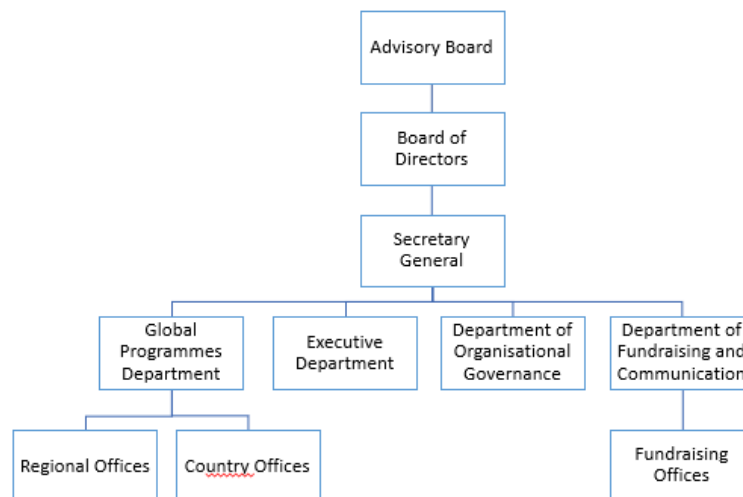 Advisory Board
Board of
Directors
Secretary
General
Global
Programmes
Department
Executive
Department
Department of
Organisational
Governance
Department of
Fundraising and
Communication
Regional Offices
Country Offices
Fundraising
Offices